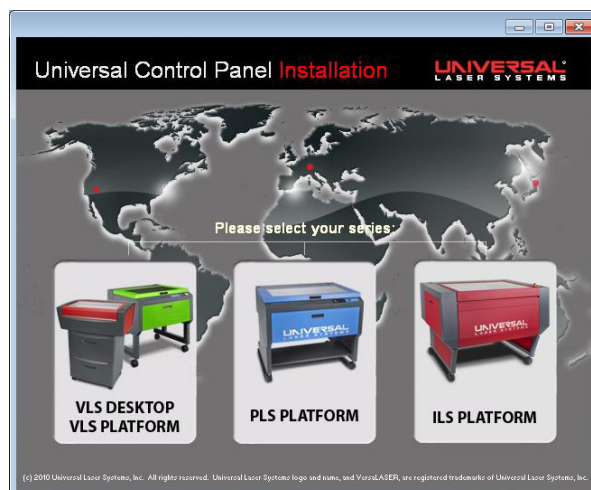 Universal Control Panel Installation
UNIVERSAL
LASER SYSTEMS
Please select your series:
UNIVERSAL
LASER SYSTEMS
UNIVERSAL
LASER SYSTEMS
VLS DESKTOP
VLS PLATFORM
PLS PLATFORM
ILS PLATFORM
(c) 2010 Universal Laser Systems, Inc. All rights reserved. Universal Laser Systems logo and name, and VersaLASER, are registered trademarks of Universal Laser Systems, Inc.